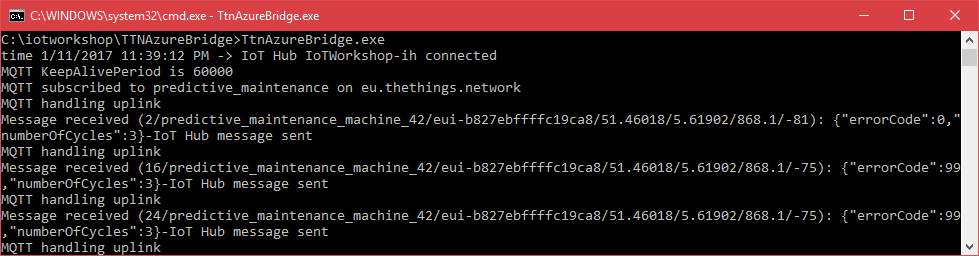 C:\WINDOWS\system32\cmd.exe - TtnAzureBridge.exe
C:\iotworkshop\TTNAzureBridge>TtnAzureBridge.exe
time 1/11/2017 11:39:12 PM -> IoT Hub IoTWorkshop-ih connected
MQTT KeepAlivePeriod is 60000
MQTT subscribed to predictive_maintenance on eu.thethings.network
MQTT handling uplink
Message received (2/predictive_maintenance_machine_42/eui-b827ebffffc19ca8/51.46018/5.61902/868.1/-81): {"errorCode":0,"
numberOfCycles":3}-IoT Hub message sent
MQTT handling uplink
Message received (16/predictive_maintenance_machine_42/eui-b827ebffffc19ca8/51.46018/5.61902/868.1/-75): {"errorCode":99
,"numberOfCycles":3}-IoT Hub message sent
MQTT handling uplink
Message received (24/predictive_maintenance_machine_42/eui-b827ebffffc19ca8/51.46018/5.61902/868.1/-75): {"errorCode":99
,"numberOfCycles":3}-IoT Hub message sent
MQTT handling uplink